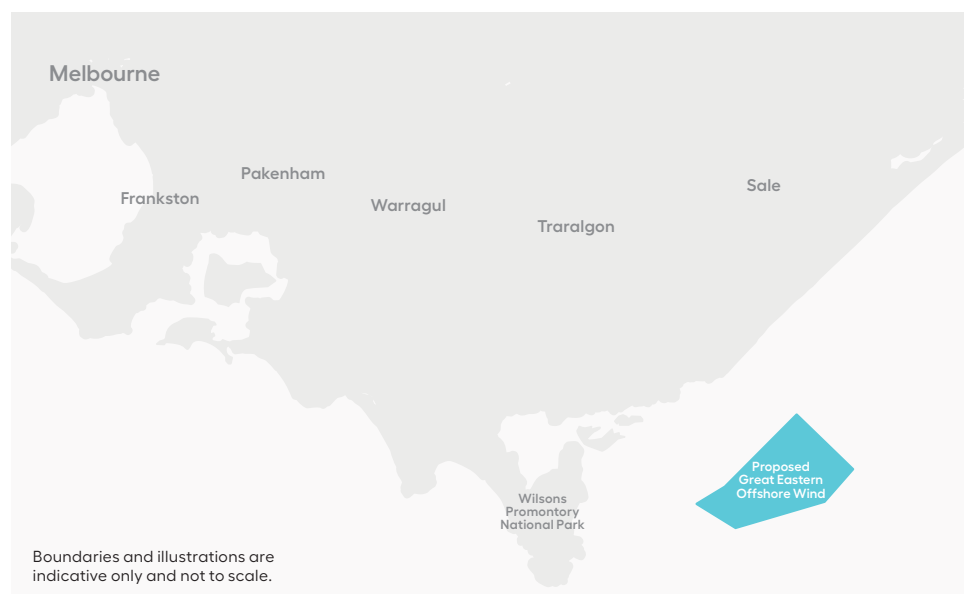 Melbourne
Pakenham
Sale
Frankston
Warragul
Traralgon
Proposed
Great Eastern
Offshore Wind
Wilsons
Promontory
National Park
Boundaries and illustrations are
indicative only and not to scale.